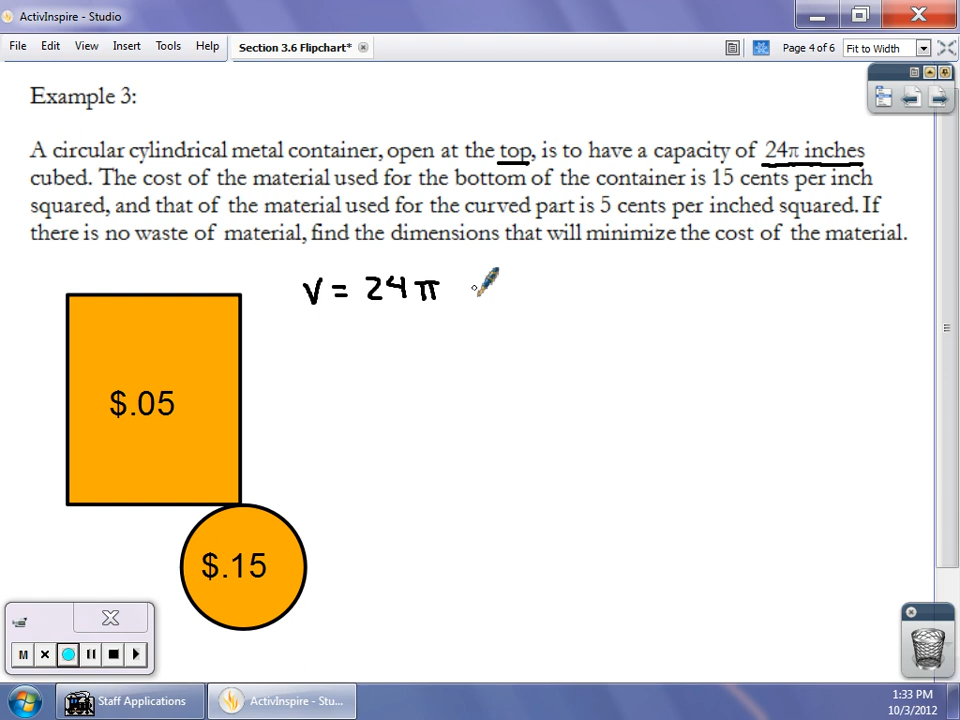 ActivInspire - Studio
File Edit View Insert Tools Help Section 3.6 Flipchart* Page 4 of 6 Fit to Width
Example 3:
A circular cylindrical metal container, open at the top, is to have a capacity of 24π inches
cubed. The cost of the material used for the bottom of the container is 15 cents per inch
squared, and that of the material used for the curved part is 5 cents per inched squared. If
there is no waste of material, find the dimensions that will minimize the cost of the material.
V = 24π
$.05
$.15
M
Staff Applications ActivInspire - Stu...
1:33 PM
10/3/2012